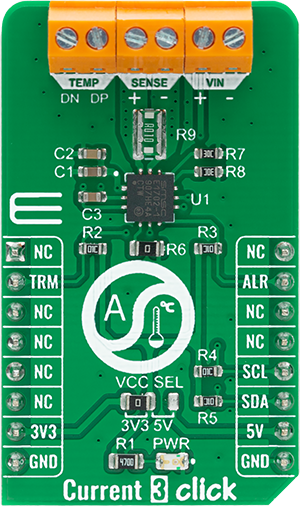 TEMP SENSE VIN
DN DP + - + -
R010
R9
C2
C1
C3
R7
R8
U1
R2
R6
0
R3
NC NC
TRM ALR
NC NC
NC NC
NC SCL
NC SDA
3V3 5V
GND GND
A °C
R4
VCC SEL
0
3V3 5V
R5
R1 PWR
4700
Current 3 click